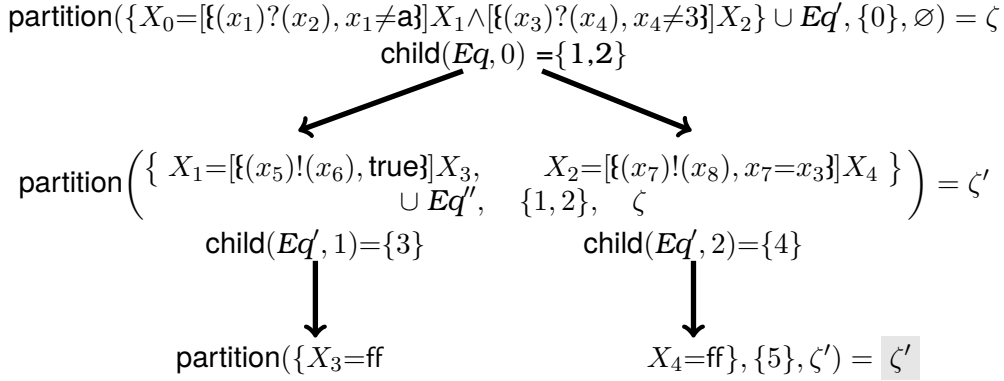 partition({X₀=[{(x₁)?(x₂), x₁≠a}]X₁∧[{(x₃)?(x₄), x₄≠3}]X₂} ∪ Eq′, {0}, ∅) = ζ
child(Eq, 0) ={1,2}
partition({ X₁=[{(x₅)!(x₆), true}]X₃, X₂=[{(x₇)!(x₈), x₇=x₃}]X₄ }
∪ Eq″, {1, 2}, ζ) = ζ′
child(Eq′, 1)={3} child(Eq′, 2)={4}
partition({X₃=ff X₄=ff}, {5}, ζ′) = ζ′